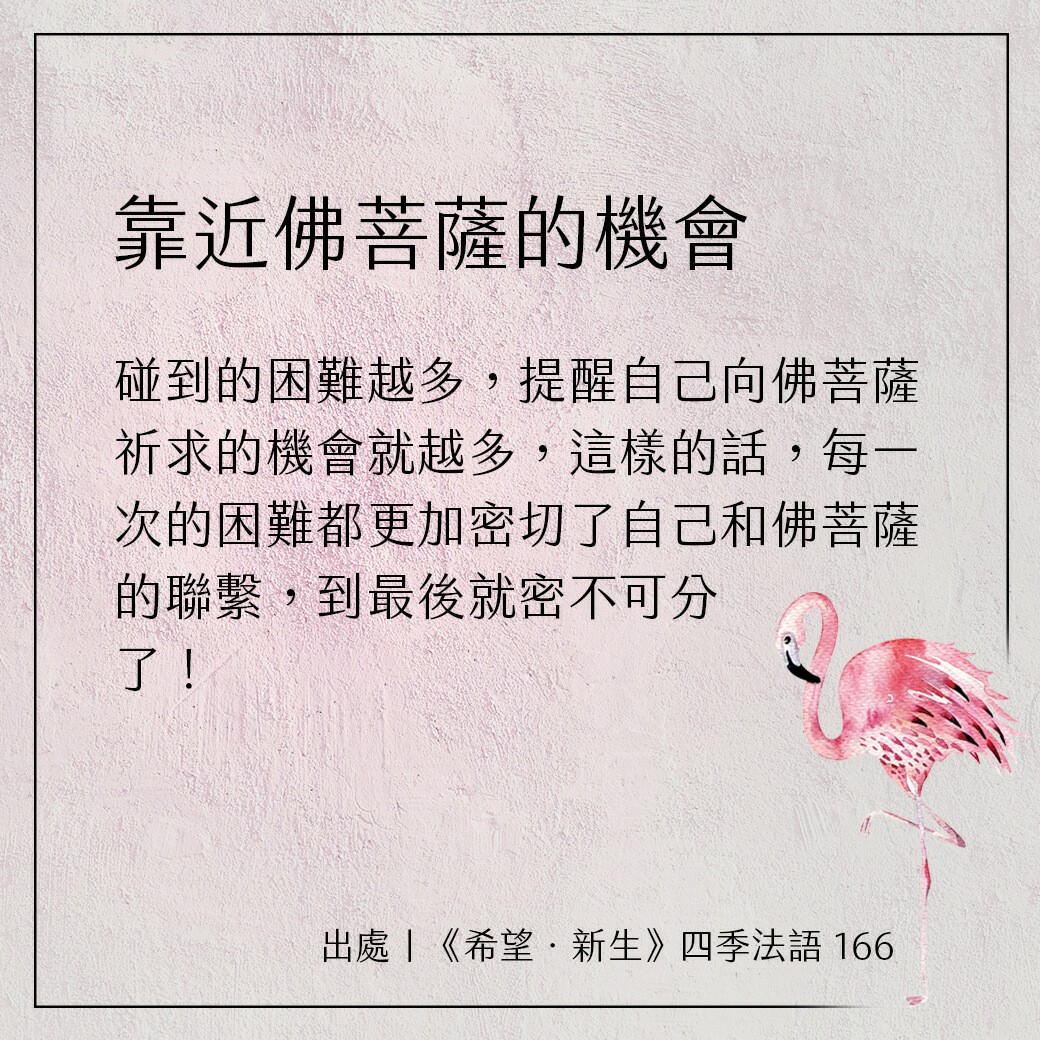 靠近佛菩薩的機會
碰到的困難越多，提醒自己向佛菩薩
祈求的機會就越多，這樣的話，每一
次的困難都更加密切了自己和佛菩薩
的聯繫，到最後就密不可分
了！
出處｜《希望．新生》四季法語 166